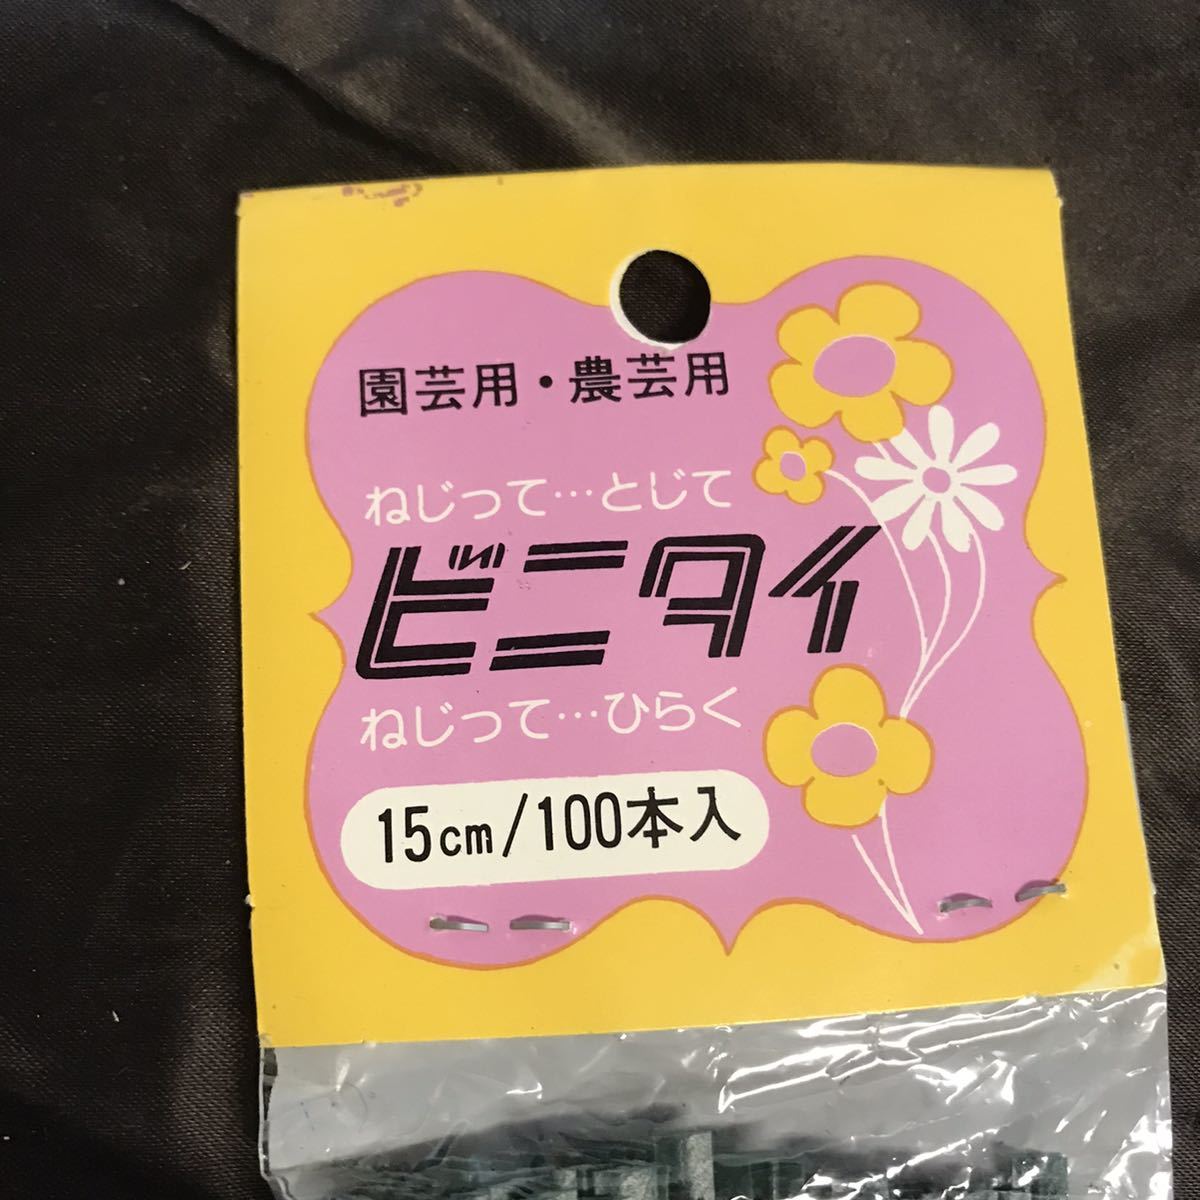 園芸用・農芸用
ねじって…とじて
ビニタイ
ねじって…ひらく
15cm/100本入